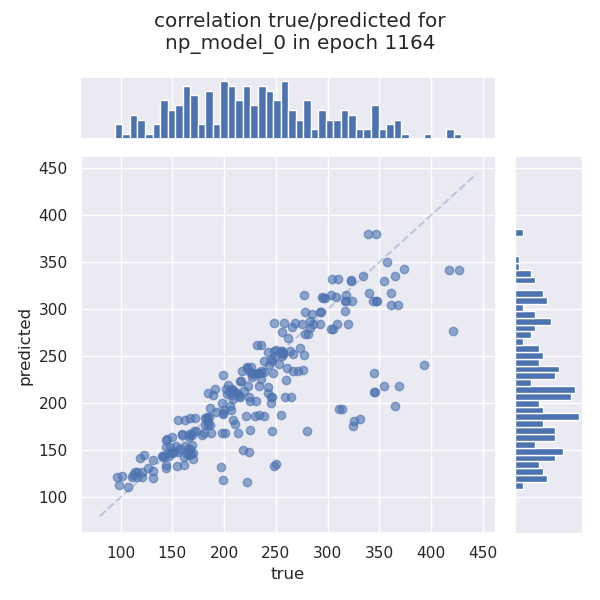 correlation true/predicted for
np_model_0 in epoch 1164
450
400
350
300
250
200
150
100
predicted
100 150 200 250 300 350 400 450
true